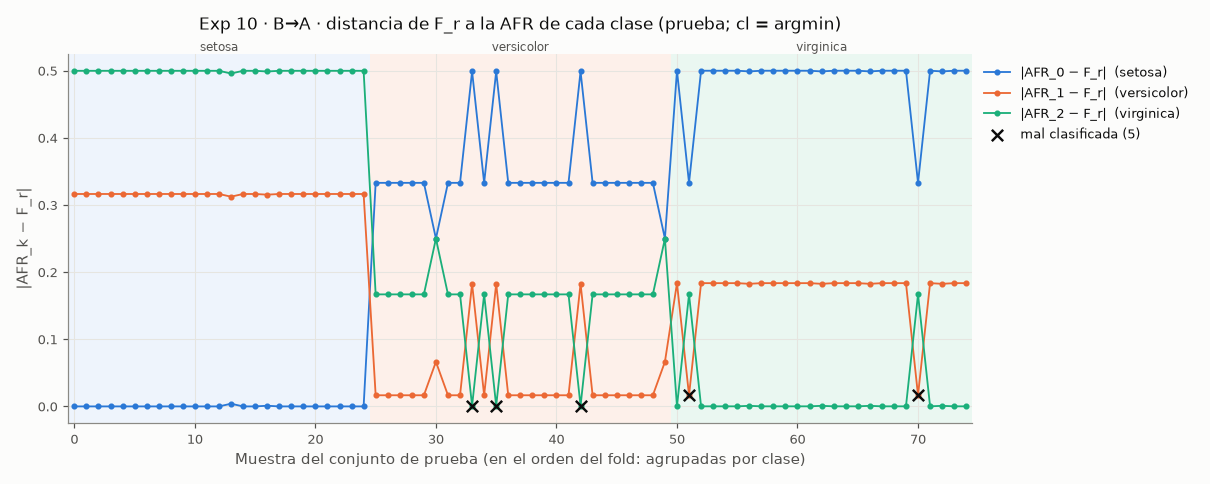 Exp 10 · B→A · distancia de F_r a la AFR de cada clase (prueba; cl = argmin)
setosa versicolor virginica
|AFR_k − F_r|
0.5
0.4
0.3
0.2
0.1
0.0
0 10 20 30 40 50 60 70
Muestra del conjunto de prueba (en el orden del fold: agrupadas por clase)
|AFR_0 − F_r| (setosa)
|AFR_1 − F_r| (versicolor)
|AFR_2 − F_r| (virginica)
mal clasificada (5)